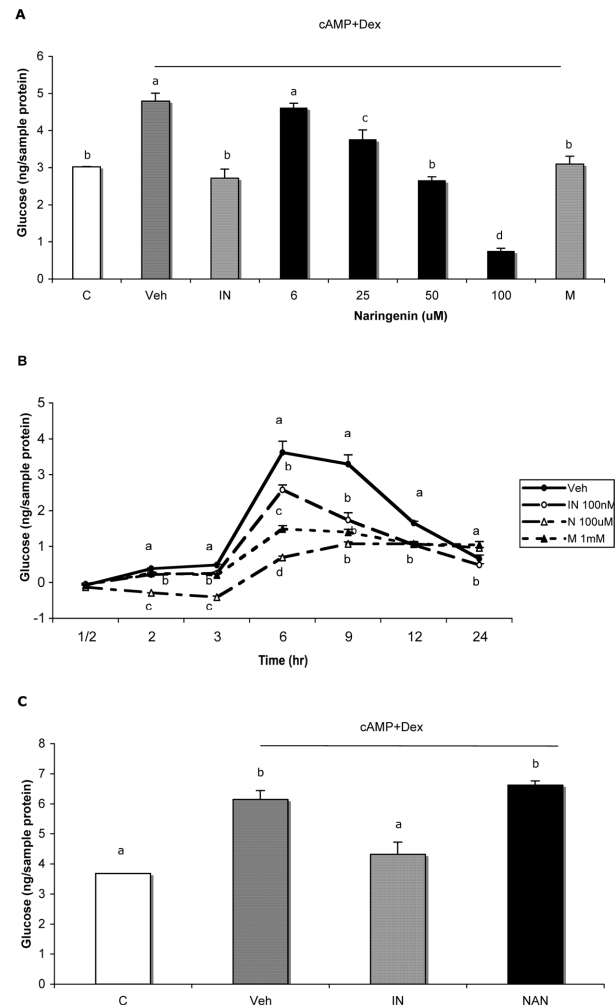 A
cAMP+Dex
Glucose (ng/sample protein)
6
5
4
3
2
1
0
b
a
b
a
c
b
d
b
C Veh IN 6 25 50 100 M
Naringenin (uM)
B
Glucose (ng/sample protein)
5
4
3
2
1
0
-1
a a a a a a
b b
c b
b b b b b
c c d
Veh
IN 100nM
N 100uM
M 1mM
1/2 2 3 6 9 12 24
Time (hr)
C
cAMP+Dex
Glucose (ng/sample protein)
8
7
6
5
4
3
2
1
0
a
b
a
b
C Veh IN NAN